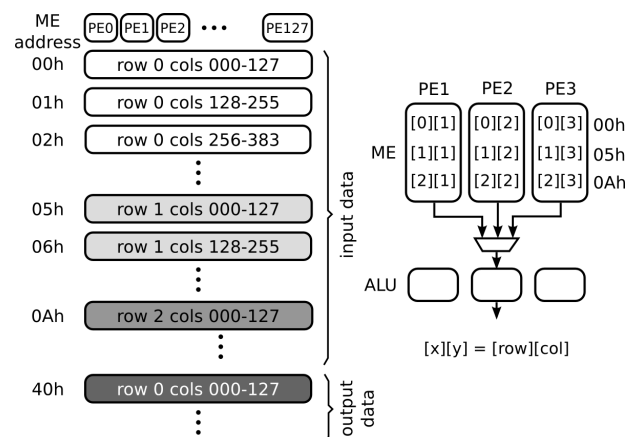 ME
address
PE0 PE1 PE2 ••• PE127
00h row 0 cols 000-127
01h row 0 cols 128-255
02h row 0 cols 256-383
05h row 1 cols 000-127
06h row 1 cols 128-255
0Ah row 2 cols 000-127
40h row 0 cols 000-127
input data
output
data
PE1 PE2 PE3
ME
[0][1] [0][2] [0][3] 00h
[1][1] [1][2] [1][3] 05h
[2][1] [2][2] [2][3] 0Ah
ALU
[x][y] = [row][col]